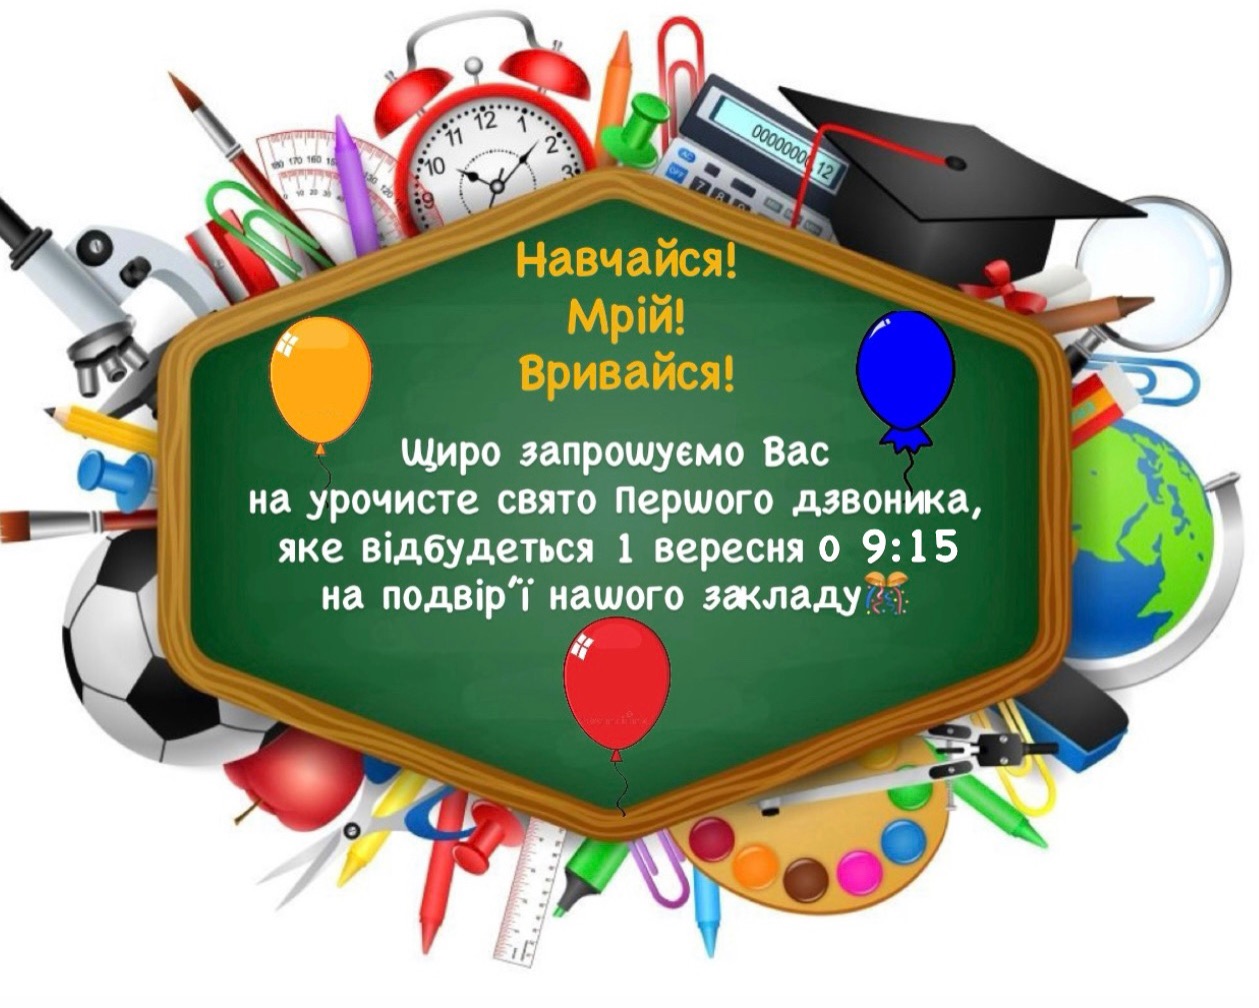 Навчайся!
Мрій!
Вривайся!
Щиро запрошуємо Вас
на урочисте свято Першого дзвоника,
яке відбудеться 1 вересня о 9:15
на подвір'ї нашого закладу